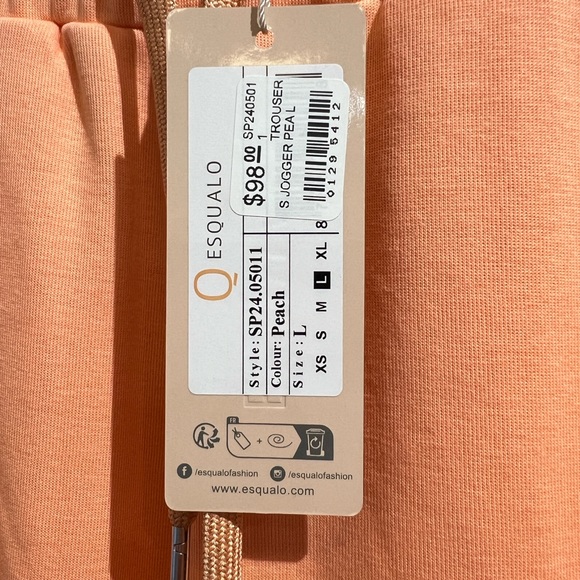 ESQUALO
Style: SP24.05011
Colour: Peach
Size: L
XS S M L XL
$98.00 SP240501
1
TROUSER
S JOGGER PEA L
0129 5412
8
FR
+
/esqualofashion /esqualofashion
www.esqualo.com